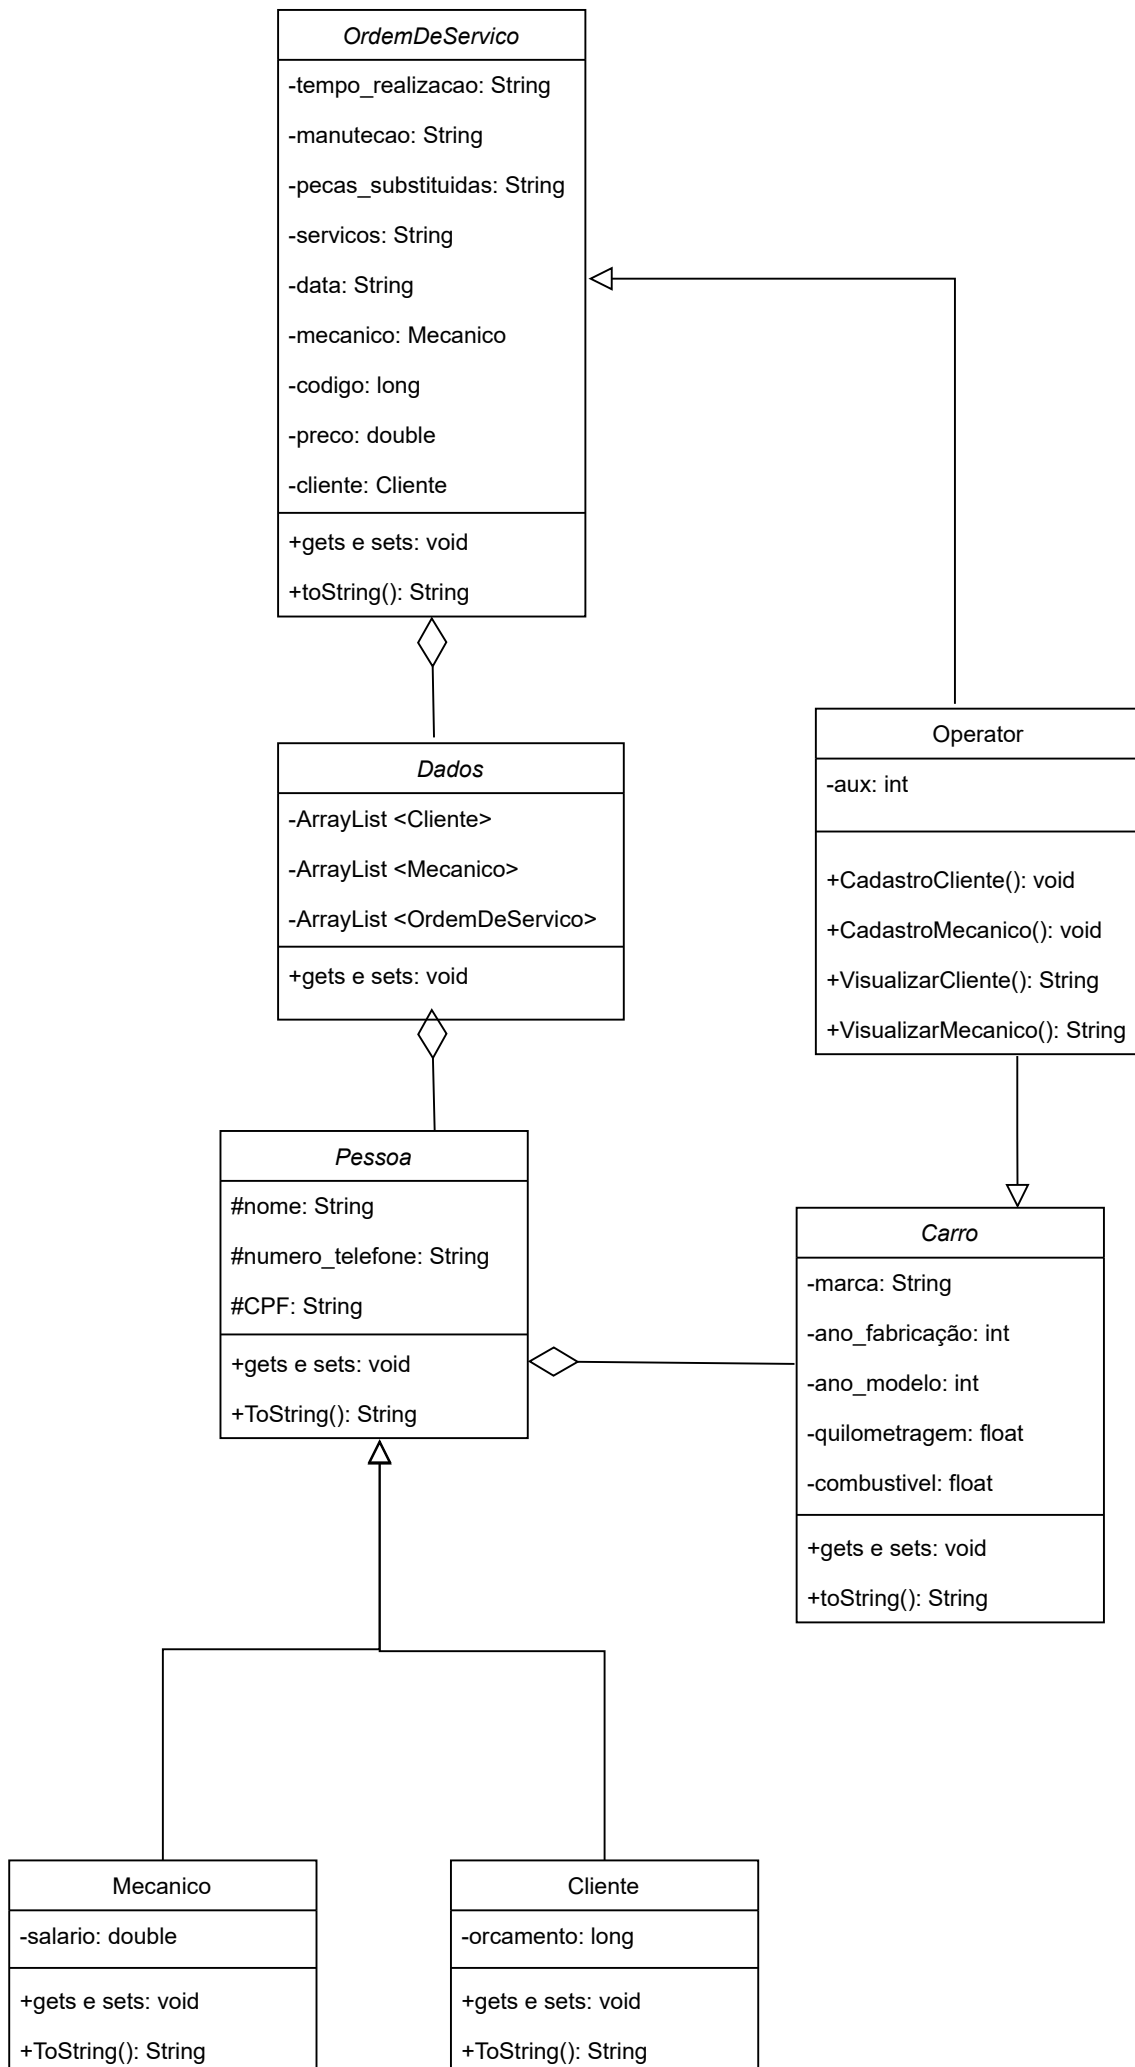 OrdemDeServico
-tempo_realizacao: String
-manutecao: String
-pecas_substituidas: String
-servicos: String
-data: String
-mecanico: Mecanico
-codigo: long
-preco: double
-cliente: Cliente
+gets e sets: void
+toString(): String
Dados
-ArrayList <Cliente>
-ArrayList <Mecanico>
-ArrayList <OrdemDeServico>
+gets e sets: void
Operator
-aux: int
+CadastroCliente(): void
+CadastroMecanico(): void
+VisualizarCliente(): String
+VisualizarMecanico(): String
Pessoa
#nome: String
#numero_telefone: String
#CPF: String
+gets e sets: void
+ToString(): String
Carro
-marca: String
-ano_fabricação: int
-ano_modelo: int
-quilometragem: float
-combustivel: float
+gets e sets: void
+toString(): String
Mecanico
-salario: double
+gets e sets: void
+ToString(): String
Cliente
-orcamento: long
+gets e sets: void
+ToString(): String